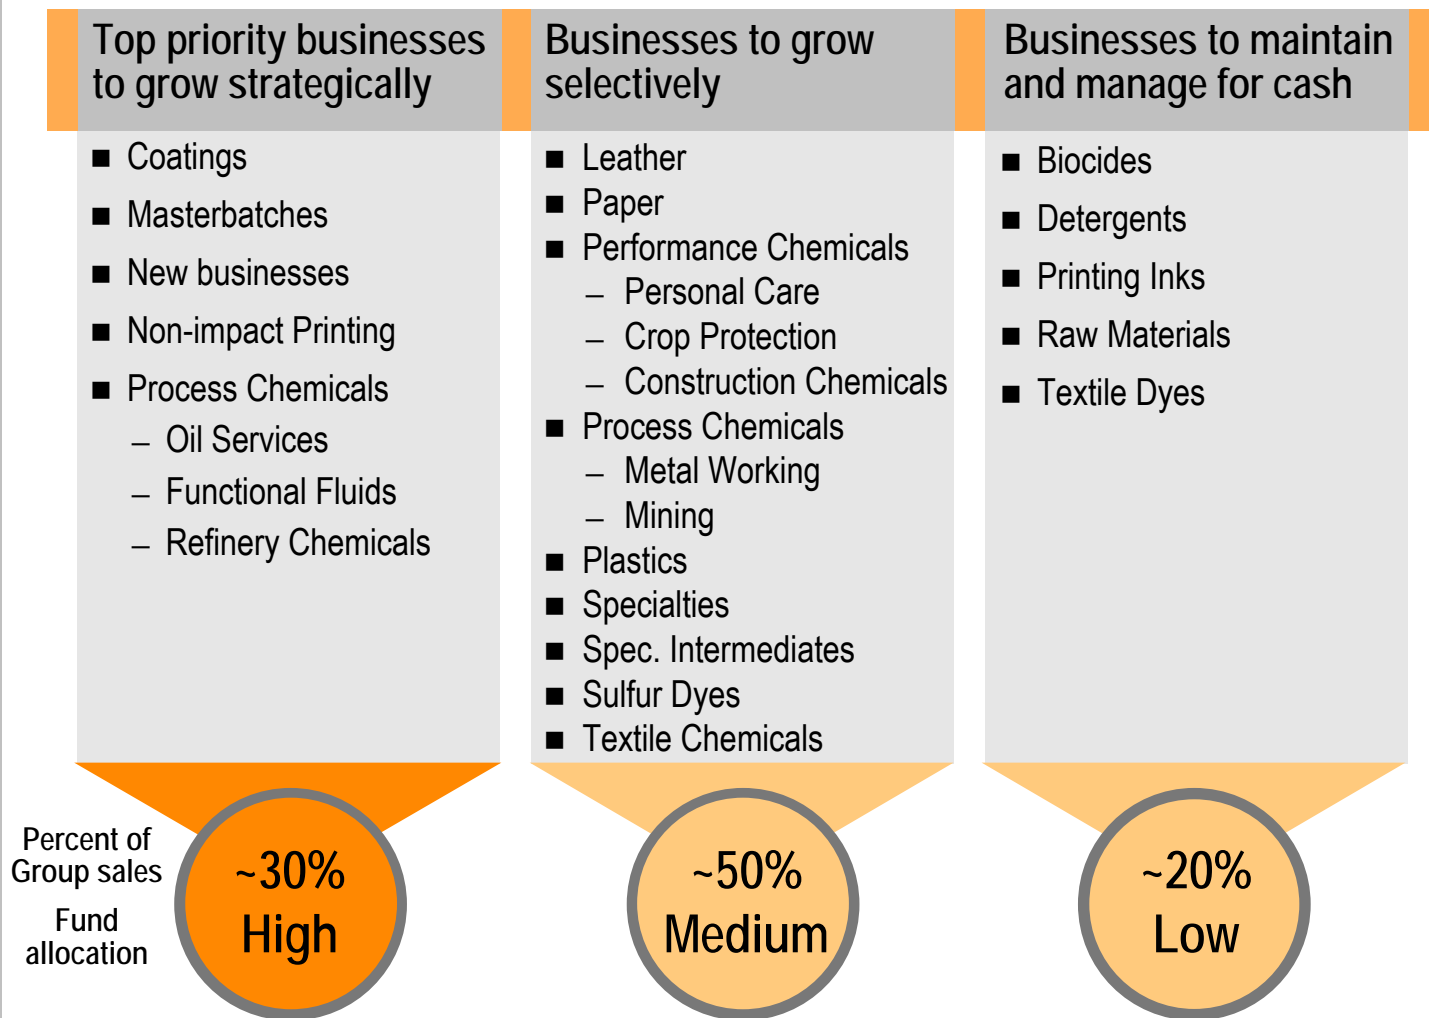 Top priority businesses
to grow strategically
■ Coatings
■ Masterbatches
■ New businesses
■ Non-impact Printing
■ Process Chemicals
– Oil Services
– Functional Fluids
– Refinery Chemicals
Businesses to grow
selectively
■ Leather
■ Paper
■ Performance Chemicals
– Personal Care
– Crop Protection
– Construction Chemicals
■ Process Chemicals
– Metal Working
– Mining
■ Plastics
■ Specialties
■ Spec. Intermediates
■ Sulfur Dyes
■ Textile Chemicals
Businesses to maintain
and manage for cash
■ Biocides
■ Detergents
■ Printing Inks
■ Raw Materials
■ Textile Dyes
Percent of
Group sales
~30%
~50%
~20%
Fund
allocation
High
Medium
Low